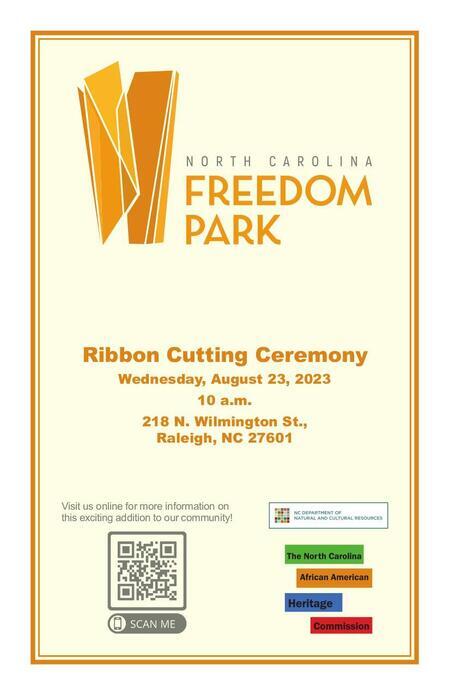 NORTH CAROLINA
FREEDOM
PARK
Ribbon Cutting Ceremony
Wednesday, August 23, 2023
10 a.m.
218 N. Wilmington St.,
Raleigh, NC 27601
Visit us online for more information on
this exciting addition to our community!
SCAN ME
NC DEPARTMENT OF
NATURAL AND CULTURAL RESOURCES
The North Carolina
African American
Heritage
Commission